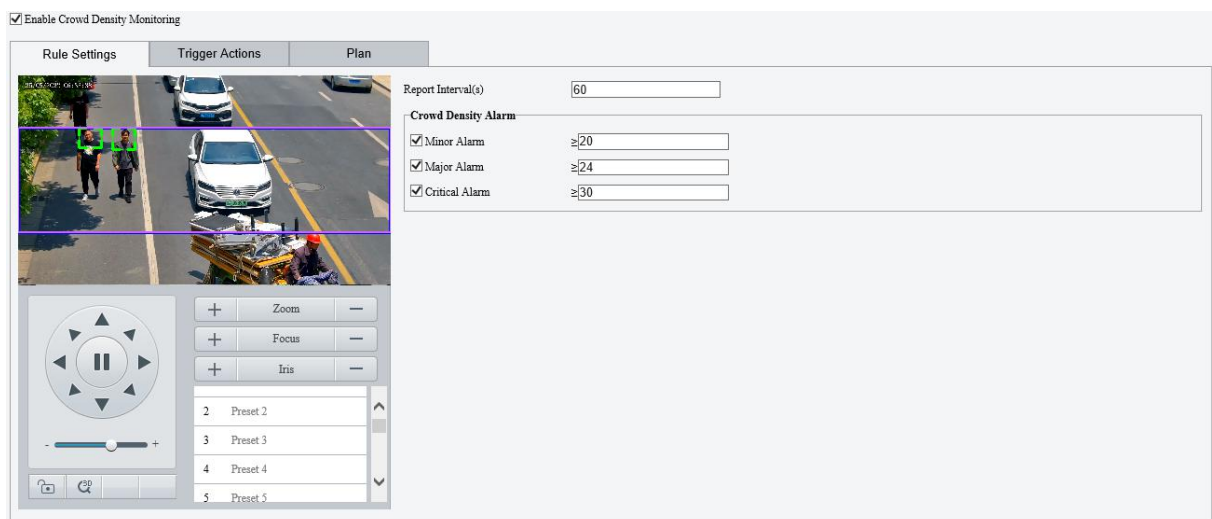 Enable Crowd Density Monitoring
Rule Settings Trigger Actions Plan
Report Interval(s) 60
Crowd Density Alarm
Minor Alarm ≥20
Major Alarm ≥24
Critical Alarm ≥30
+ Zoom −
+ Focus −
+ Iris −
2 Preset 2
3 Preset 3
4 Preset 4
5 Preset 5
- +
3D